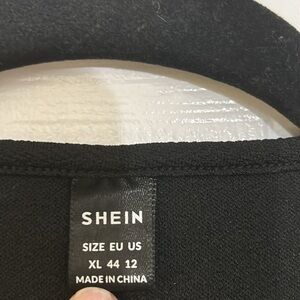 SHEIN
SIZE EU US
XL 44 12
MADE IN CHINA